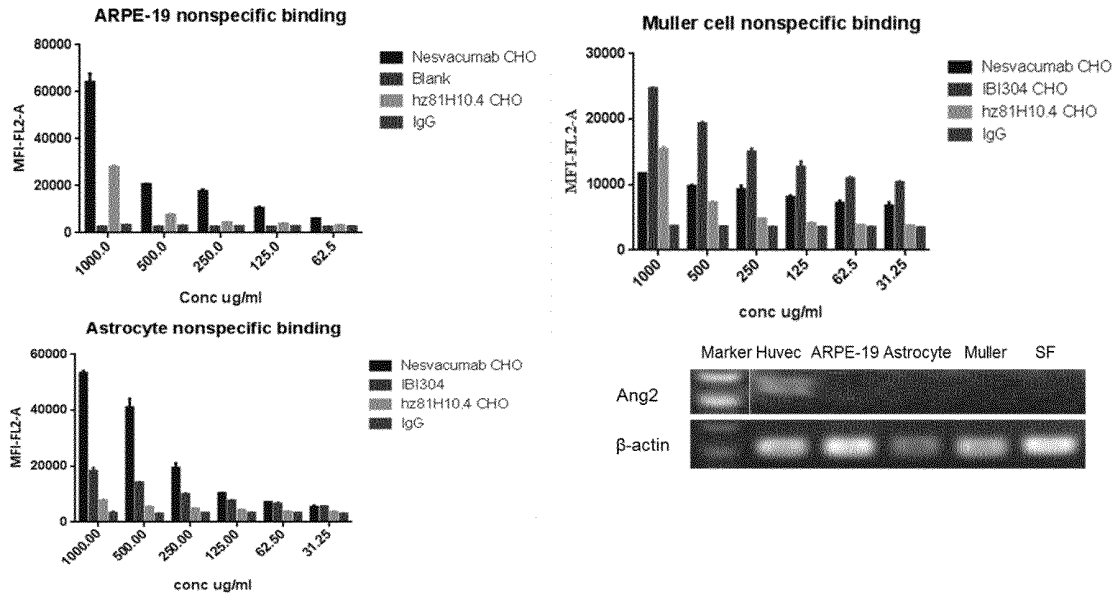 ARPE-19 nonspecific binding
MFI-FL2-A
80000
60000
40000
20000
0
1000.0
500.0
250.0
125.0
62.5
Conc ug/ml
Nesvacumab CHO
Blank
hz81H10.4 CHO
IgG
Muller cell nonspecific binding
MFI-FL2-A
30000
20000
10000
0
1000
500
250
125
62.5
31.25
conc ug/ml
Nesvacumab CHO
IBI304 CHO
hz81H10.4 CHO
IgG
Astrocyte nonspecific binding
MFI-FL2-A
60000
40000
20000
0
1000.00
500.00
250.00
125.00
62.50
31.25
conc ug/ml
Nesvacumab CHO
IBI304
hz81H10.4 CHO
IgG
Marker Huvec ARPE-19 Astrocyte Muller SF
Ang2
β-actin